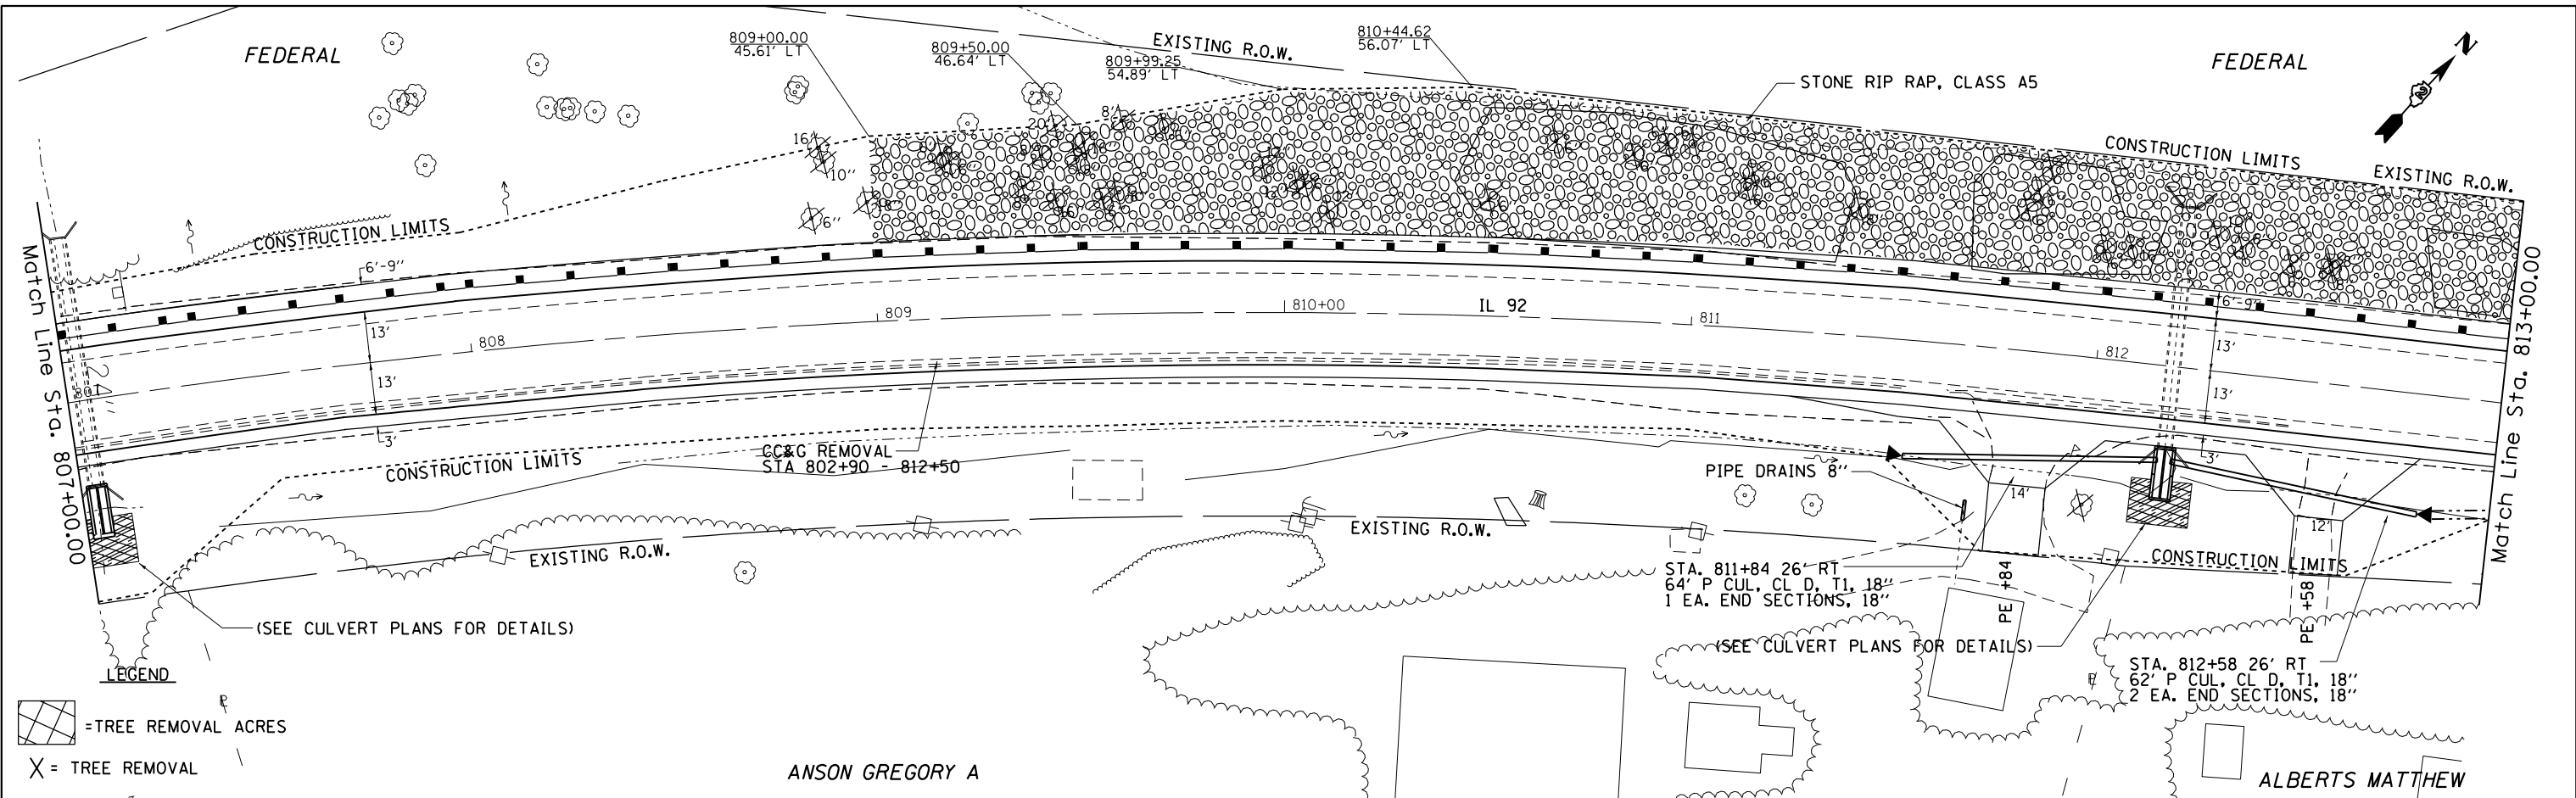 FEDERAL
809+00.00
45.61' LT
809+50.00
46.64' LT
809+99.25
54.89' LT
EXISTING R.O.W.
810+44.62
56.07' LT
STONE RIP RAP, CLASS A5
FEDERAL
N
CONSTRUCTION LIMITS
EXISTING R.O.W.
16"
10"
6"
8'
20"
CONSTRUCTION LIMITS
6'-9"
6'-9"
Match Line Sta. 807+00.00
Match Line Sta. 813+00.00
807
808
809
810+00
IL 92
811
812
13'
13'
3'
13'
13'
3'
CC&G REMOVAL
STA 802+90 - 812+50
CONSTRUCTION LIMITS
EXISTING R.O.W.
EXISTING R.O.W.
PIPE DRAINS 8"
14'
12'
CONSTRUCTION LIMITS
STA. 811+84 26' RT
64' P CUL, CL D, T1, 18"
1 EA. END SECTIONS, 18"
PE +84
PE +58
(SEE CULVERT PLANS FOR DETAILS)
(SEE CULVERT PLANS FOR DETAILS)
STA. 812+58 26' RT
62' P CUL, CL D, T1, 18"
2 EA. END SECTIONS, 18"
LEGEND
=TREE REMOVAL ACRES
X = TREE REMOVAL
ANSON GREGORY A
ALBERTS MATTHEW